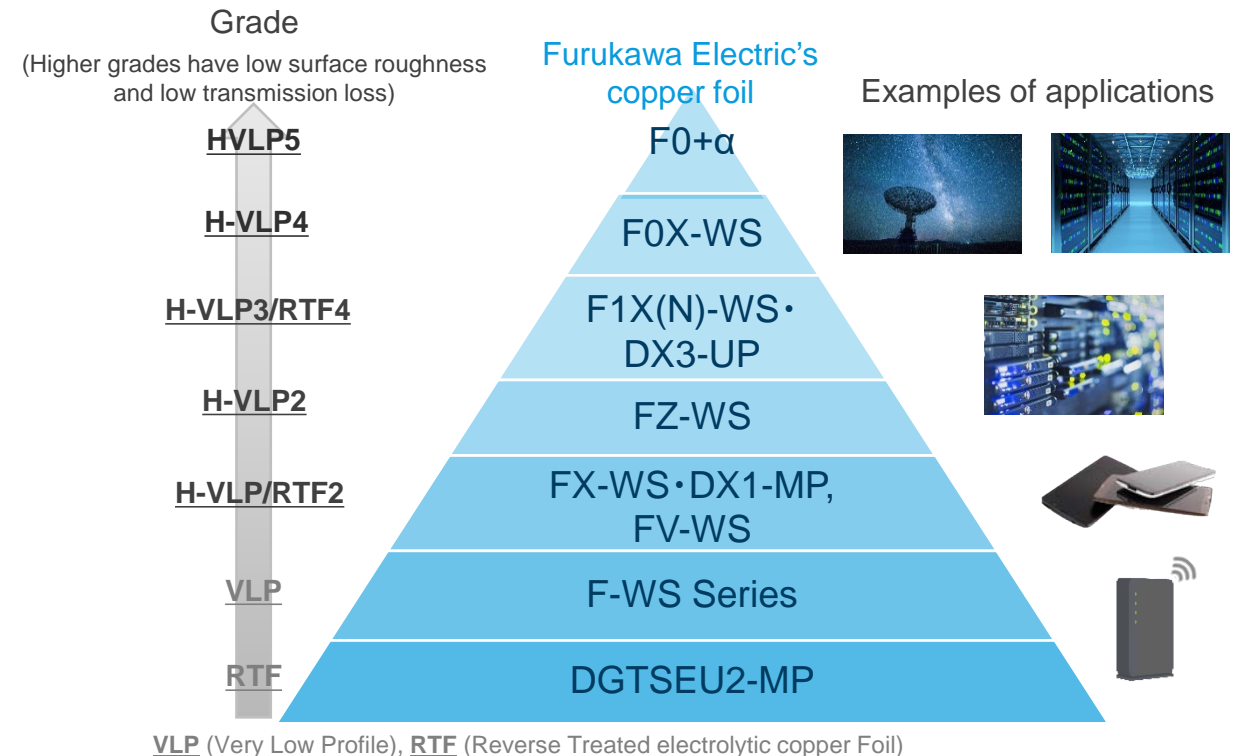 Grade
(Higher grades have low surface roughness
and low transmission loss)
Furukawa Electric's
copper foil
Examples of applications
HVLP5
F0+α
H-VLP4
F0X-WS
H-VLP3/RTF4
F1X(N)-WS・
DX3-UP
H-VLP2
FZ-WS
H-VLP/RTF2
FX-WS・DX1-MP,
FV-WS
VLP
F-WS Series
RTF
DGTSEU2-MP
VLP (Very Low Profile), RTF (Reverse Treated electrolytic copper Foil)